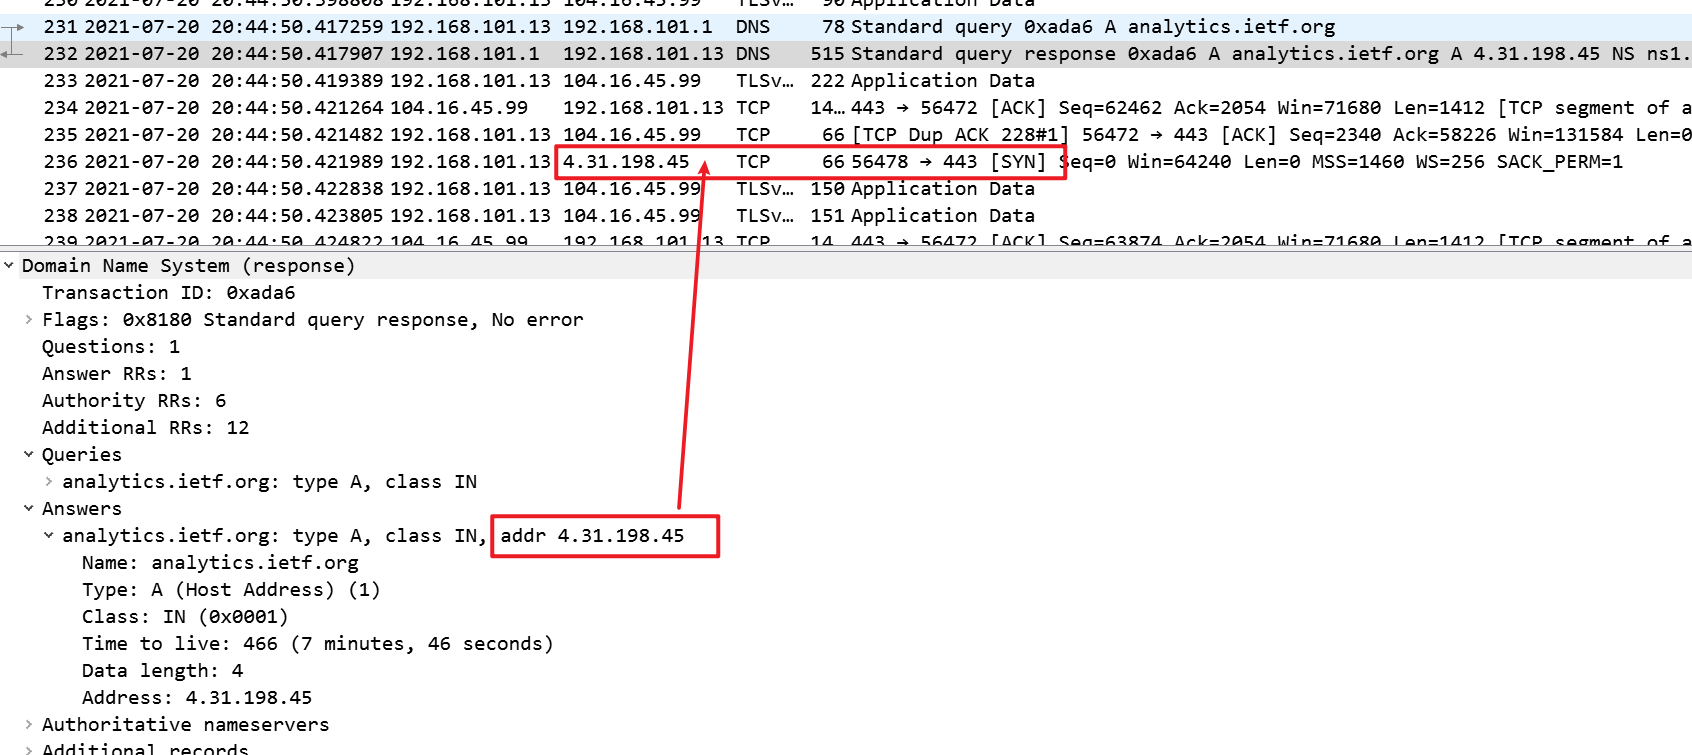 230 2021-07-20 20:44:50.398808 192.168.101.13 104.16.45.99 TLSv… 90 Application Data
231 2021-07-20 20:44:50.417259 192.168.101.13 192.168.101.1 DNS 78 Standard query 0xada6 A analytics.ietf.org
232 2021-07-20 20:44:50.417907 192.168.101.1 192.168.101.13 DNS 515 Standard query response 0xada6 A analytics.ietf.org A 4.31.198.45 NS ns1.
233 2021-07-20 20:44:50.419389 192.168.101.13 104.16.45.99 TLSv… 222 Application Data
234 2021-07-20 20:44:50.421264 104.16.45.99 192.168.101.13 TCP 14… 443 → 56472 [ACK] Seq=62462 Ack=2054 Win=71680 Len=1412 [TCP segment of a
235 2021-07-20 20:44:50.421482 192.168.101.13 104.16.45.99 TCP 66 [TCP Dup ACK 228#1] 56472 → 443 [ACK] Seq=2340 Ack=58226 Win=131584 Len=0
236 2021-07-20 20:44:50.421989 192.168.101.13 4.31.198.45 TCP 66 56478 → 443 [SYN] Seq=0 Win=64240 Len=0 MSS=1460 WS=256 SACK_PERM=1
237 2021-07-20 20:44:50.422838 192.168.101.13 104.16.45.99 TLSv… 150 Application Data
238 2021-07-20 20:44:50.423805 192.168.101.13 104.16.45.99 TLSv… 151 Application Data
239 2021-07-20 20:44:50.424822 104.16.45.99 192.168.101.13 TCP 14… 443 → 56472 [ACK] Seq=63874 Ack=2054 Win=71680 Len=1412 [TCP segment of a
Domain Name System (response)
Transaction ID: 0xada6
Flags: 0x8180 Standard query response, No error
Questions: 1
Answer RRs: 1
Authority RRs: 6
Additional RRs: 12
Queries
analytics.ietf.org: type A, class IN
Answers
analytics.ietf.org: type A, class IN, addr 4.31.198.45
Name: analytics.ietf.org
Type: A (Host Address) (1)
Class: IN (0x0001)
Time to live: 466 (7 minutes, 46 seconds)
Data length: 4
Address: 4.31.198.45
Authoritative nameservers
Additional records